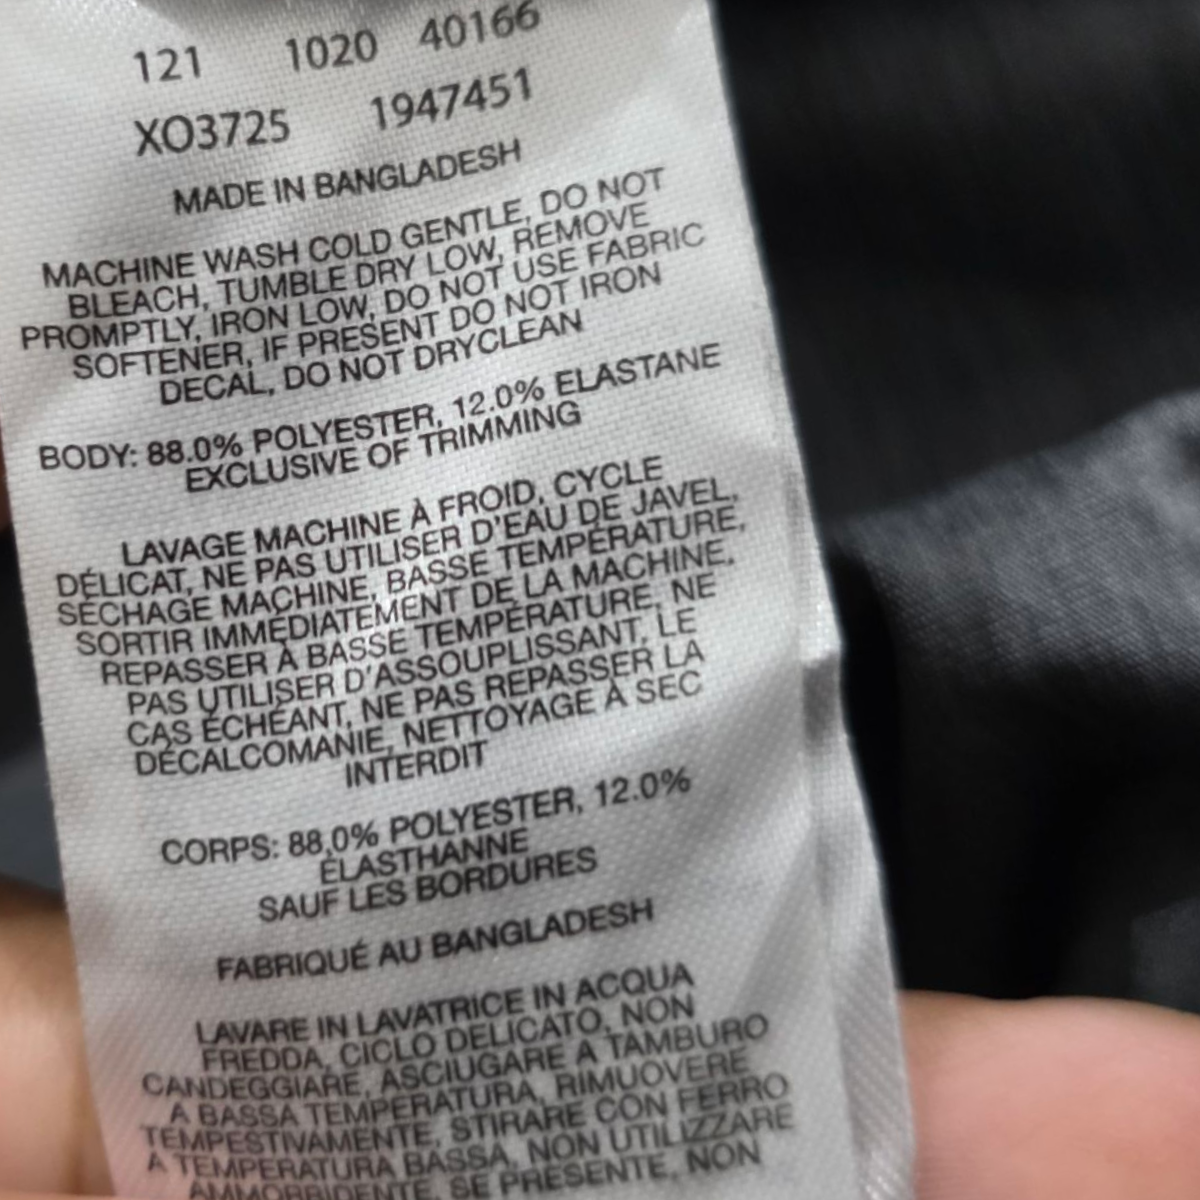 121 1020 40166
XO3725 1947451
MADE IN BANGLADESH
MACHINE WASH COLD GENTLE, DO NOT
BLEACH, TUMBLE DRY LOW, REMOVE
PROMPTLY, IRON LOW, DO NOT USE FABRIC
SOFTENER, IF PRESENT DO NOT IRON
DECAL, DO NOT DRYCLEAN
BODY: 88.0% POLYESTER, 12.0% ELASTANE
EXCLUSIVE OF TRIMMING
LAVAGE MACHINE À FROID, CYCLE
DÉLICAT, NE PAS UTILISER D'EAU DE JAVEL,
SÉCHAGE MACHINE, BASSE TEMPÉRATURE,
SORTIR IMMÉDIATEMENT DE LA MACHINE,
REPASSER À BASSE TEMPÉRATURE, NE
PAS UTILISER D'ASSOUPLISSANT, LE
CAS ÉCHÉANT, NE PAS REPASSER LA
DÉCALCOMANIE, NETTOYAGE À SEC
INTERDIT
CORPS: 88,0% POLYESTER, 12.0%
ÉLASTHANNE
SAUF LES BORDURES
FABRIQUÉ AU BANGLADESH
LAVARE IN LAVATRICE IN ACQUA
FREDDA, CICLO DELICATO, NON
CANDEGGIARE, ASCIUGARE A TAMBURO
A BASSA TEMPERATURA, RIMUOVERE
TEMPESTIVAMENTE, STIRARE CON FERRO
A TEMPERATURA BASSA, NON UTILIZZARE
AMMORBIDENTE, SE PRESENTE, NON